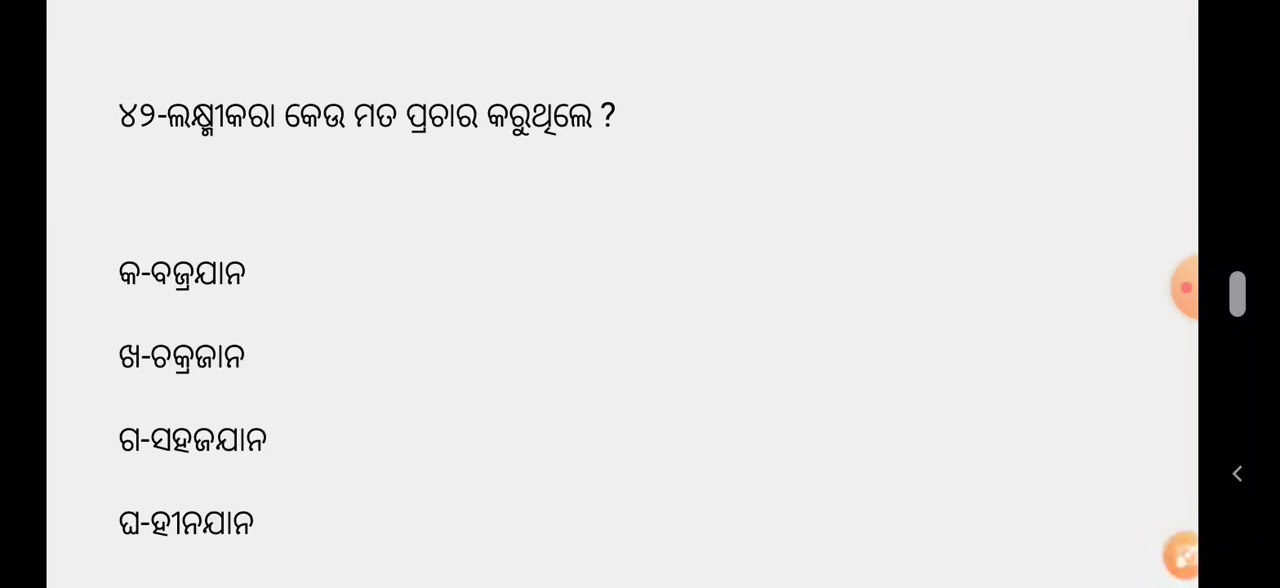 ୪୨-ଲକ୍ଷ୍ମୀକରା କେଉ ମତ ପ୍ରଚାର କରୁଥିଲେ ?
କ-ବଜ୍ରଯାନ
ଖ-ଚକ୍ରଜାନ
ଗ-ସହଜଯାନ
ଘ-ହୀନଯାନ